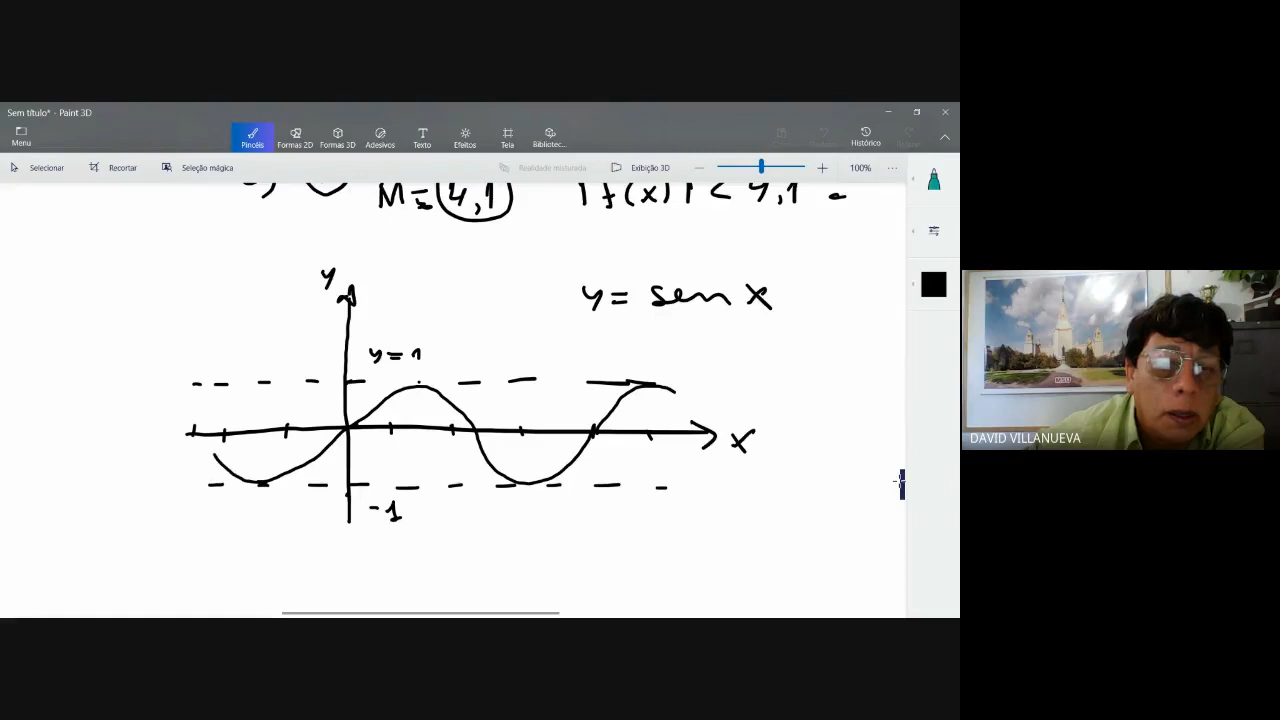 Sem título* - Paint 3D
Menu
Pincéis Formas 2D Formas 3D Adesivos Texto Efeitos Tela Bibliotec... Histórico
Selecionar Recortar Seleção mágica Realidade misturada Exibição 3D 100%
M = 4,1 |f(x)| < 4,1
y
y = sen x
y = 1
x
-1
MSU
DAVID VILLANUEVA